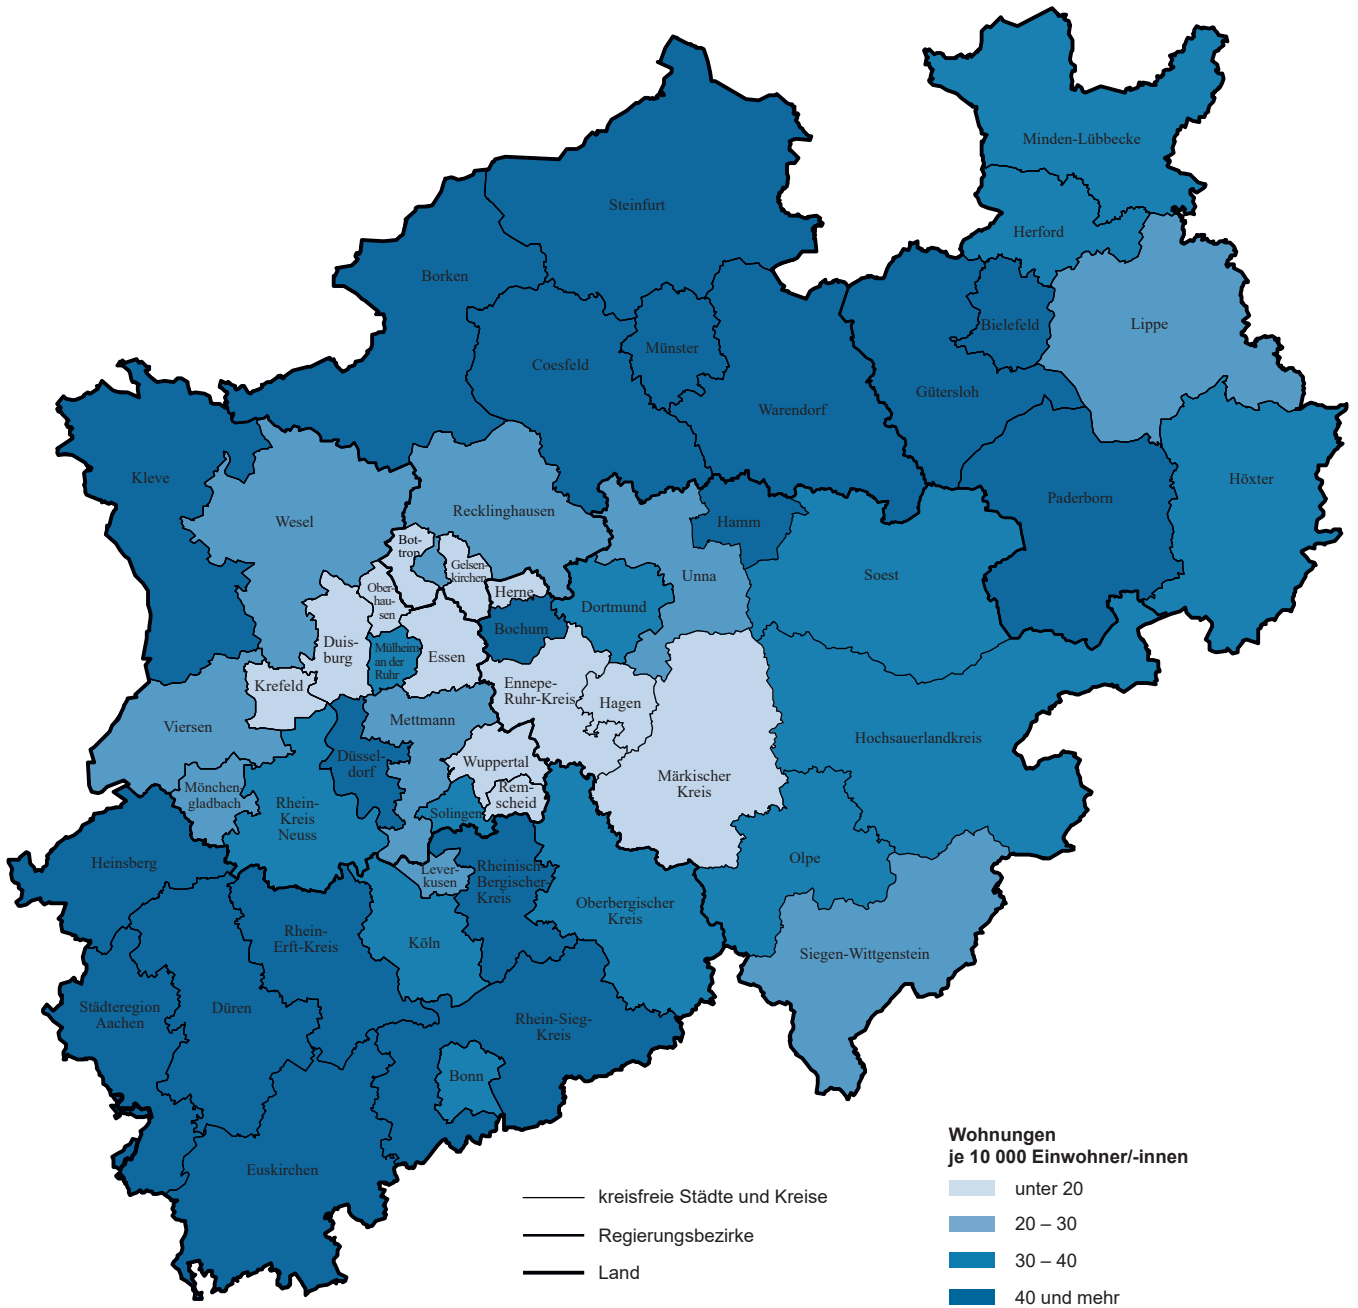 Minden-Lübbecke
Steinfurt
Herford
Borken
Lippe
Bielefeld
Münster
Coesfeld
Gütersloh
Warendorf
Kleve
Höxter
Paderborn
Recklinghausen
Wesel
Hamm
Bot-
trop
Gelsen-
kirchen
Soest
Unna
Ober-
hau-
sen
Herne
Dortmund
Bochum
Duis-
burg
Mülheim
an der
Ruhr
Essen
Krefeld
Ennepe-
Ruhr-Kreis
Hagen
Mettmann
Viersen
Hochsauerlandkreis
Düssel-
dorf
Wuppertal
Märkischer
Kreis
Mönchen-
gladbach
Rem-
scheid
Rhein-
Kreis
Neuss
Solingen
Olpe
Heinsberg
Lever-
kusen
Rheinisch-
Bergischer-
Kreis
Oberbergischer
Kreis
Rhein-
Erft-Kreis
Köln
Siegen-Wittgenstein
Städteregion
Aachen
Düren
Rhein-Sieg-
Kreis
Bonn
Euskirchen
kreisfreie Städte und Kreise
Regierungsbezirke
Land
Wohnungen
je 10 000 Einwohner/-innen
unter 20
20 – 30
30 – 40
40 und mehr